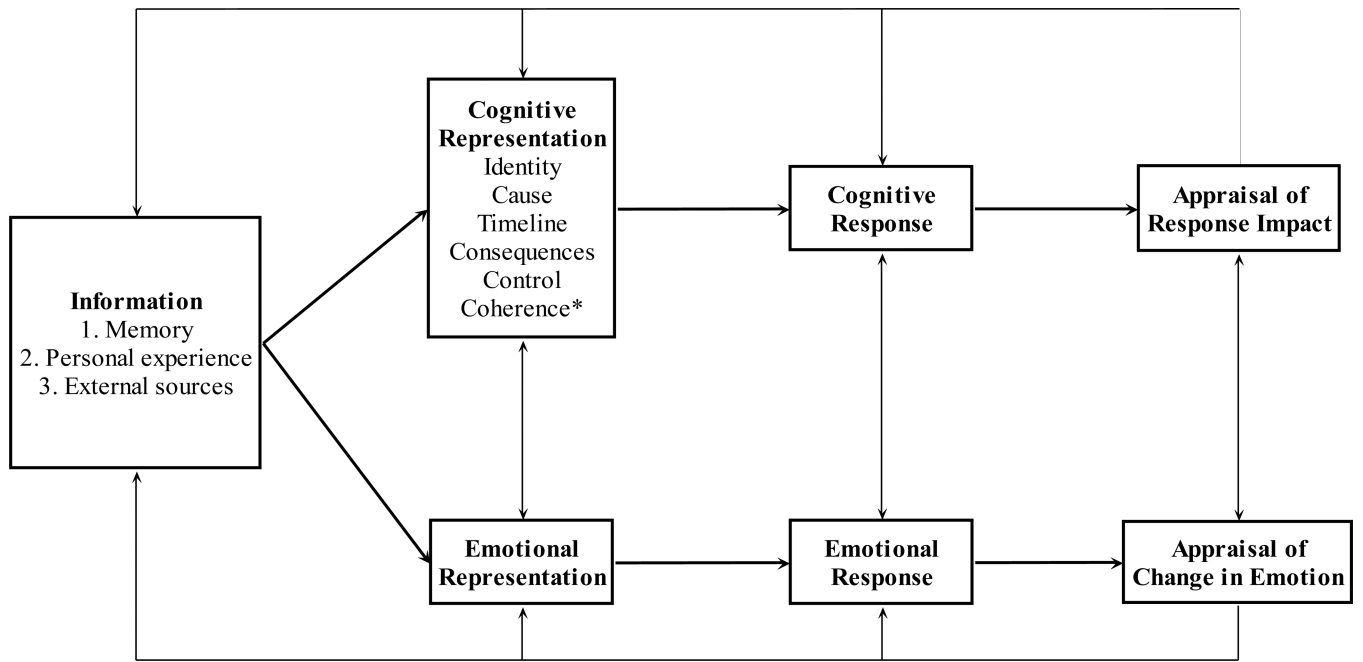 Cognitive
Representation
Identity
Cause
Timeline
Consequences
Control
Coherence*
Cognitive
Response
Appraisal of
Response Impact
Information
1. Memory
2. Personal experience
3. External sources
Emotional
Representation
Emotional
Response
Appraisal of
Change in Emotion